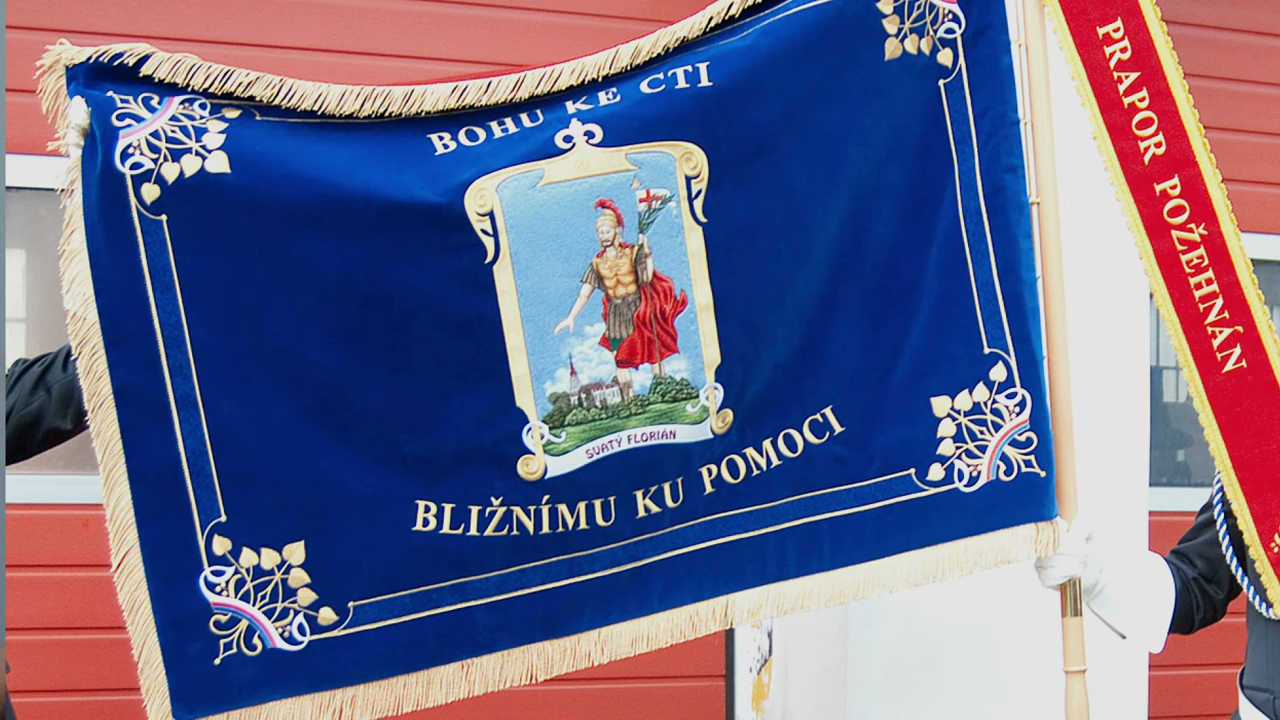 BOHU KE CTI
SVATÝ FLORIÁN
BLIŽNÍMU KU POMOCI
PRAPOR POŽEHNÁN